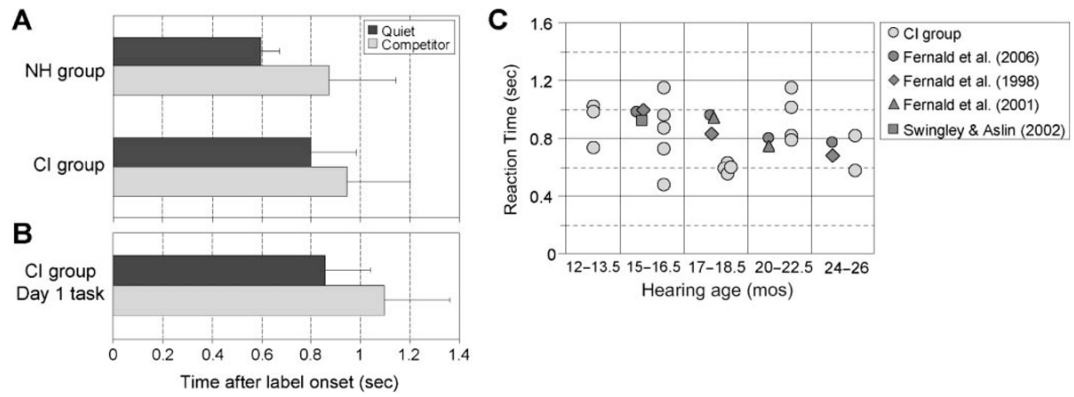 A
Quiet
Competitor
NH group
CI group
B
CI group
Day 1 task
0 0.2 0.4 0.6 0.8 1 1.2 1.4
Time after label onset (sec)
C
1.6
1.2
0.8
0.4
0
Reaction Time (sec)
12–13.5 15–16.5 17–18.5 20–22.5 24–26
Hearing age (mos)
CI group
Fernald et al. (2006)
Fernald et al. (1998)
Fernald et al. (2001)
Swingley & Aslin (2002)